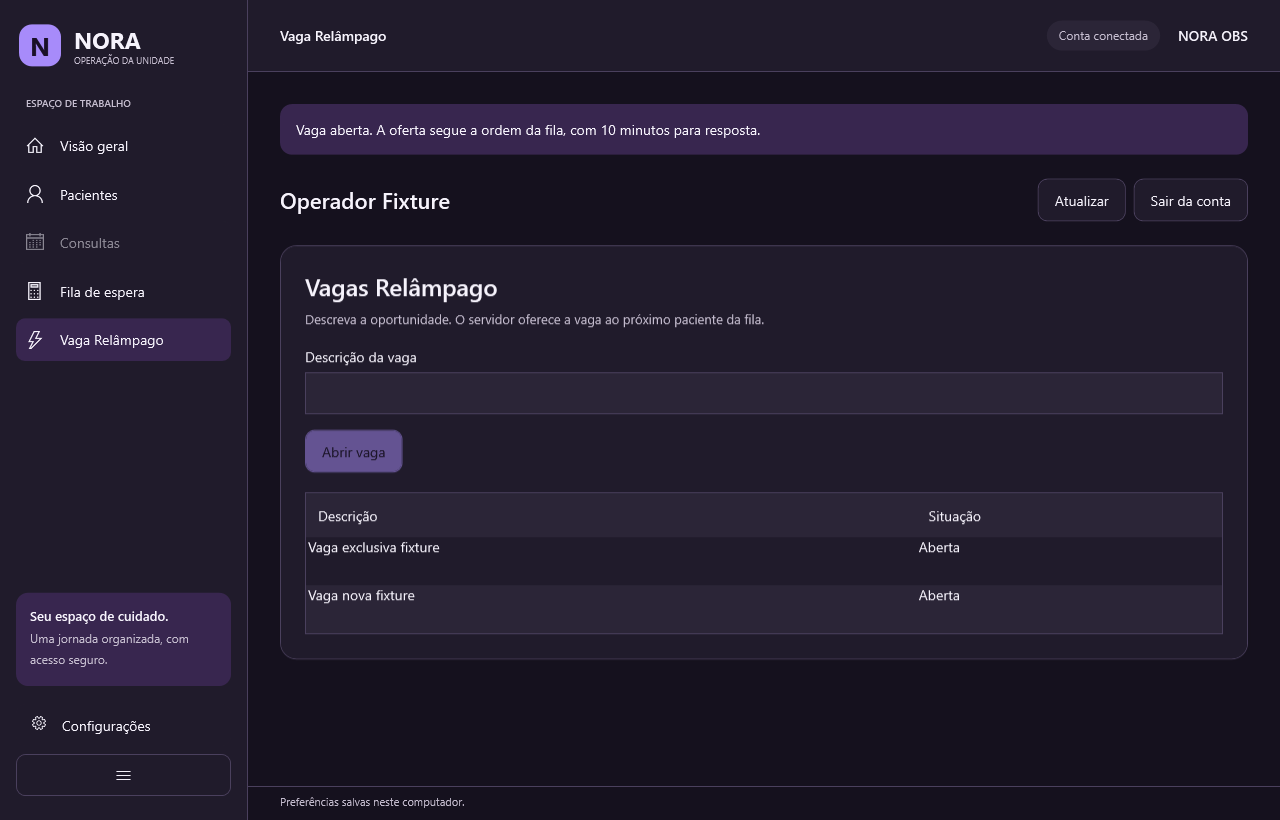 N
NORA
OPERAÇÃO DA UNIDADE
ESPAÇO DE TRABALHO
Visão geral
Pacientes
Consultas
Fila de espera
Vaga Relâmpago
Seu espaço de cuidado.
Uma jornada organizada, com
acesso seguro.
Configurações
Vaga Relâmpago
Conta conectada
NORA OBS
Vaga aberta. A oferta segue a ordem da fila, com 10 minutos para resposta.
Operador Fixture
Atualizar
Sair da conta
Vagas Relâmpago
Descreva a oportunidade. O servidor oferece a vaga ao próximo paciente da fila.
Descrição da vaga
Abrir vaga
Descrição Situação
Vaga exclusiva fixture Aberta
Vaga nova fixture Aberta
Preferências salvas neste computador.